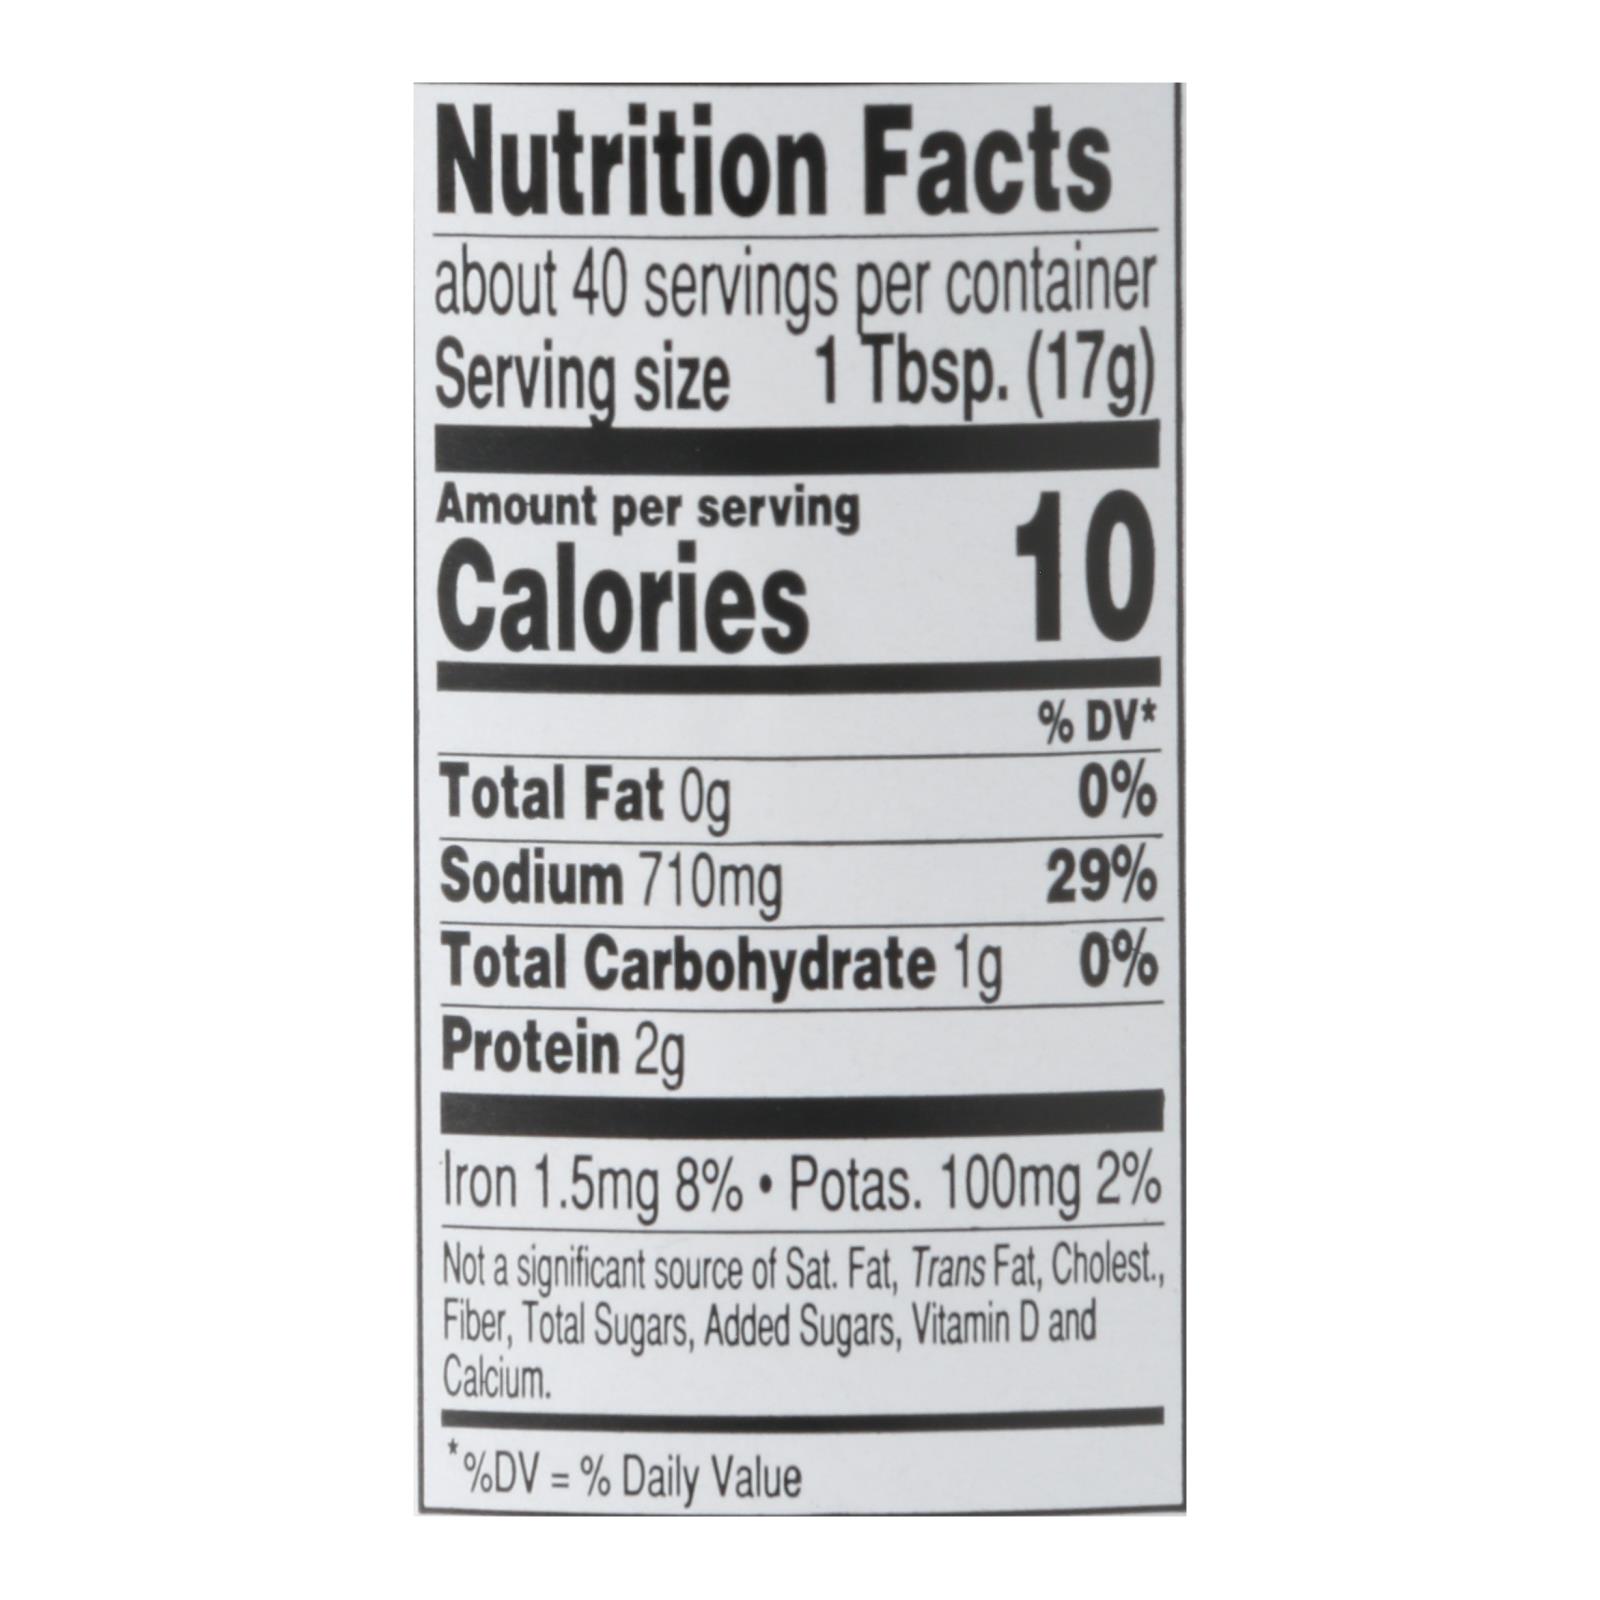 Nutrition Facts
about 40 servings per container
Serving size 1 Tbsp. (17g)
Amount per serving
Calories 10
% DV*
Total Fat 0g 0%
Sodium 710mg 29%
Total Carbohydrate 1g 0%
Protein 2g
Iron 1.5mg 8% • Potas. 100mg 2%
Not a significant source of Sat. Fat, Trans Fat, Cholest.,
Fiber, Total Sugars, Added Sugars, Vitamin D and
Calcium.
*%DV = % Daily Value